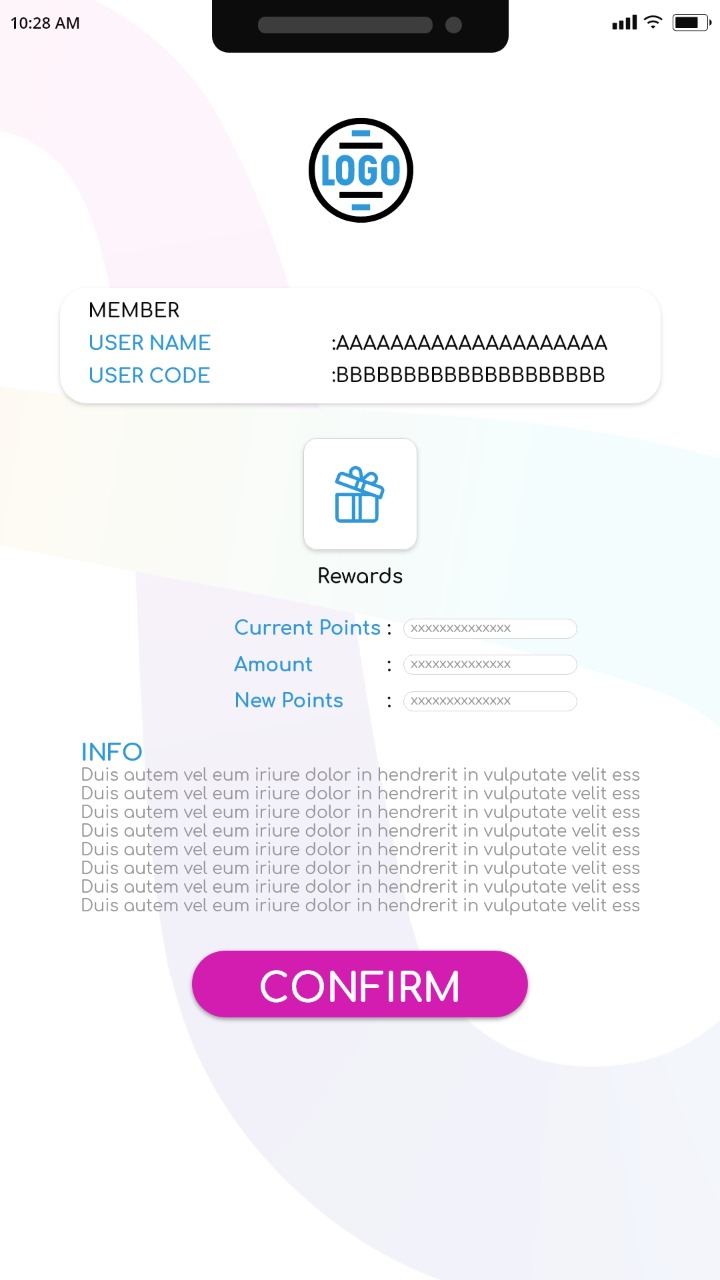 10:28 AM
LOGO
MEMBER
USER NAME :AAAAAAAAAAAAAAAAAAAA
USER CODE :BBBBBBBBBBBBBBBBBBBB
Rewards
Current Points : xxxxxxxxxxxxxx
Amount : xxxxxxxxxxxxxx
New Points : xxxxxxxxxxxxxx
INFO
Duis autem vel eum iriure dolor in hendrerit in vulputate velit ess
Duis autem vel eum iriure dolor in hendrerit in vulputate velit ess
Duis autem vel eum iriure dolor in hendrerit in vulputate velit ess
Duis autem vel eum iriure dolor in hendrerit in vulputate velit ess
Duis autem vel eum iriure dolor in hendrerit in vulputate velit ess
Duis autem vel eum iriure dolor in hendrerit in vulputate velit ess
Duis autem vel eum iriure dolor in hendrerit in vulputate velit ess
Duis autem vel eum iriure dolor in hendrerit in vulputate velit ess
CONFIRM